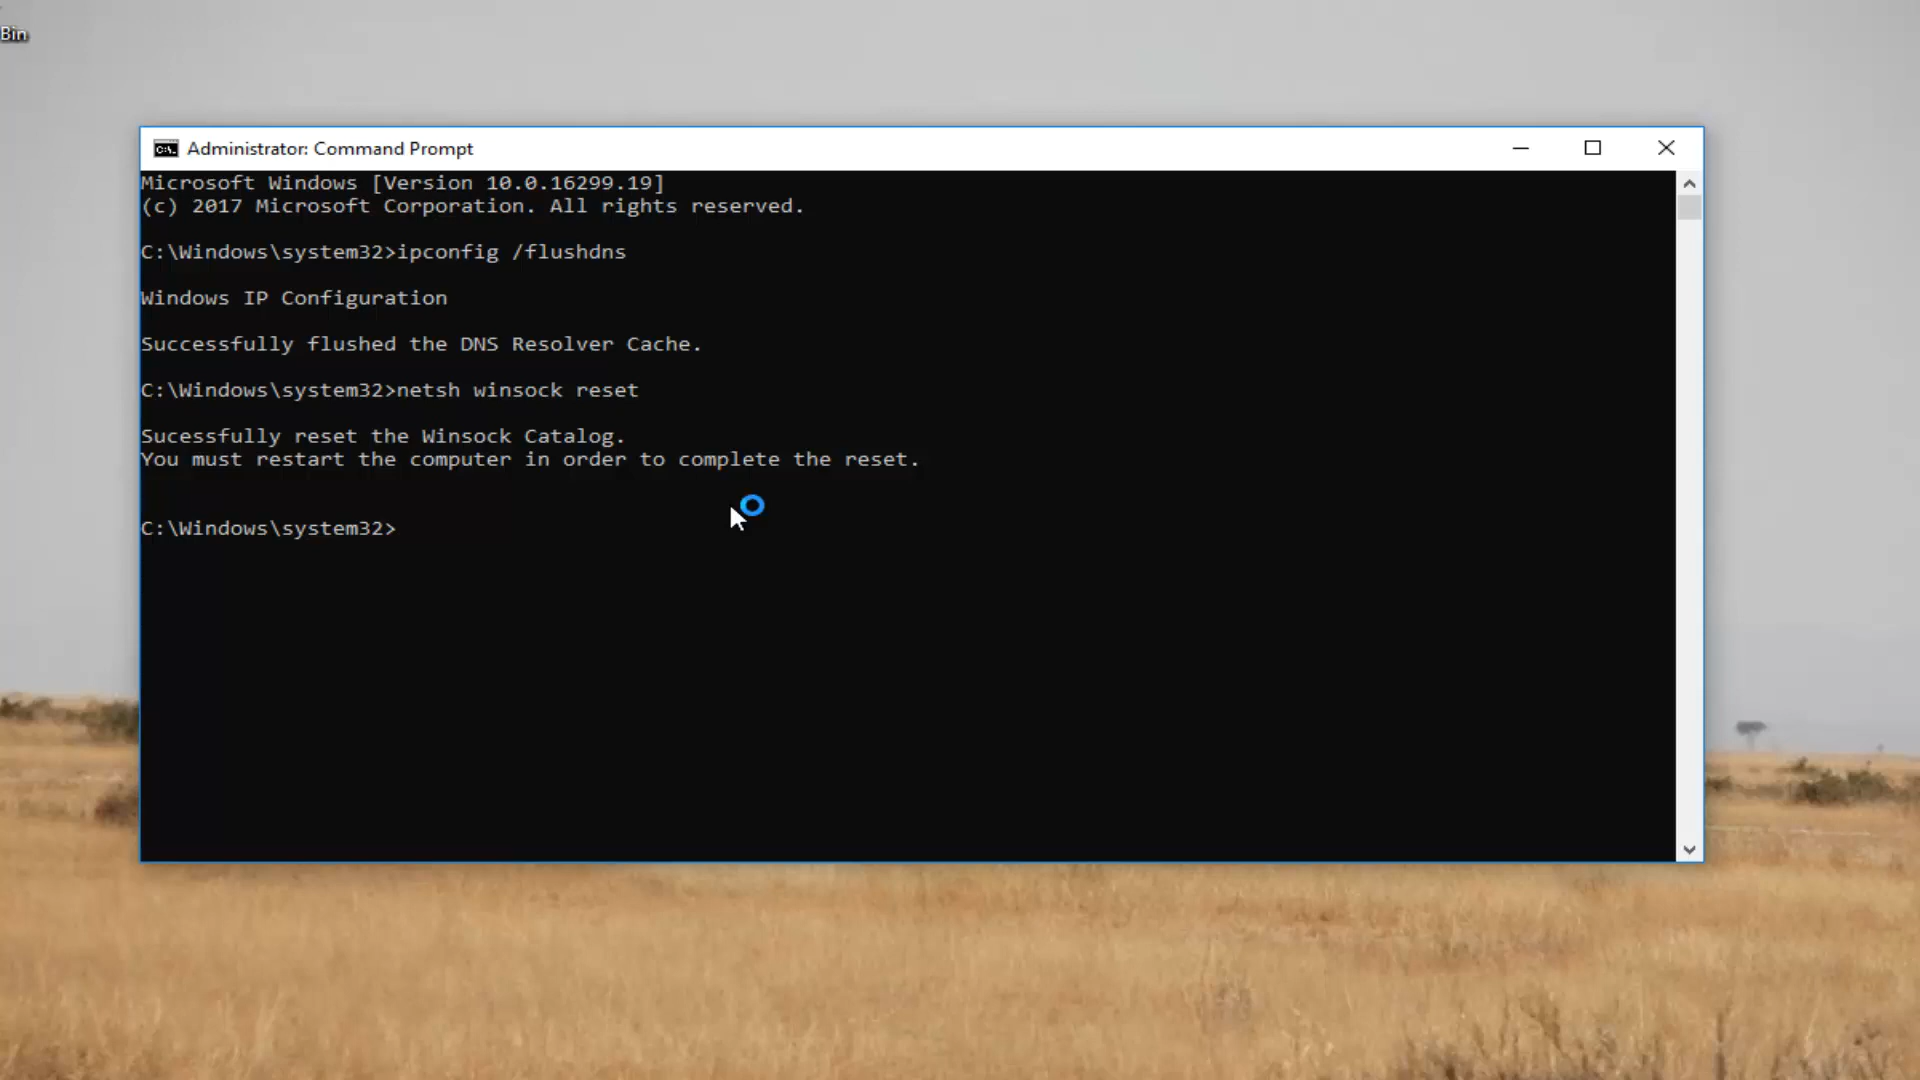 Bin
Administrator: Command Prompt
Microsoft Windows [Version 10.0.16299.19]
(c) 2017 Microsoft Corporation. All rights reserved.
C:\Windows\system32>ipconfig /flushdns
Windows IP Configuration
Successfully flushed the DNS Resolver Cache.
C:\Windows\system32>netsh winsock reset
Sucessfully reset the Winsock Catalog.
You must restart the computer in order to complete the reset.
C:\Windows\system32>